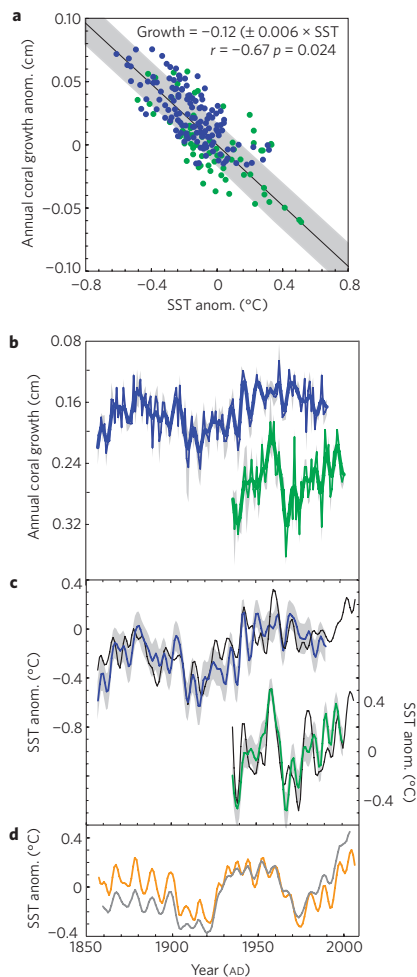 a
Growth = −0.12 (± 0.006 × SST
r = −0.67 p = 0.024
Annual coral growth anom. (cm)
0.10
0.05
0
−0.05
−0.10
−0.8 −0.4 0 0.4 0.8
SST anom. (°C)
b
Annual coral growth (cm)
0.08
0.16
0.24
0.32
c
SST anom. (°C)
0.4
0
−0.4
−0.8
SST anom. (°C)
0.4
0
−0.4
d
SST anom. (°C)
0.4
0
−0.4
1850 1900 1950 2000
Year (AD)